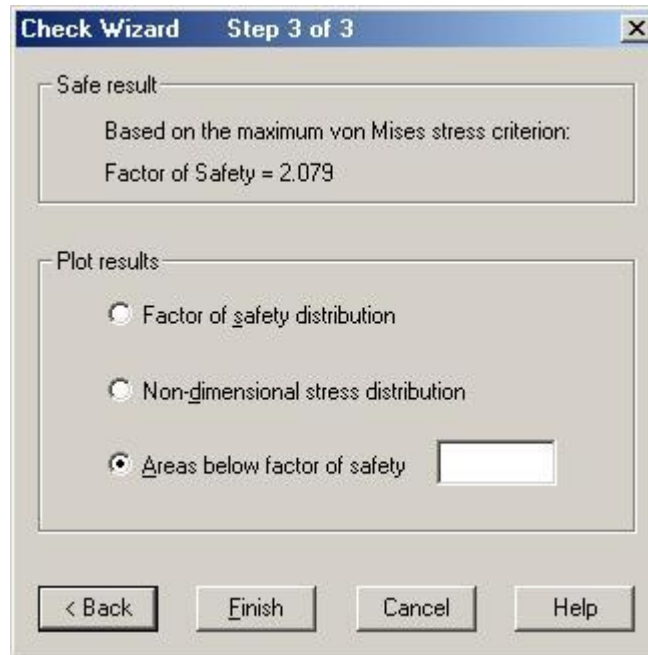 Check Wizard Step 3 of 3
Safe result
Based on the maximum von Mises stress criterion:
Factor of Safety = 2.079
Plot results
Factor of safety distribution
Non-dimensional stress distribution
Areas below factor of safety
< Back Finish Cancel Help